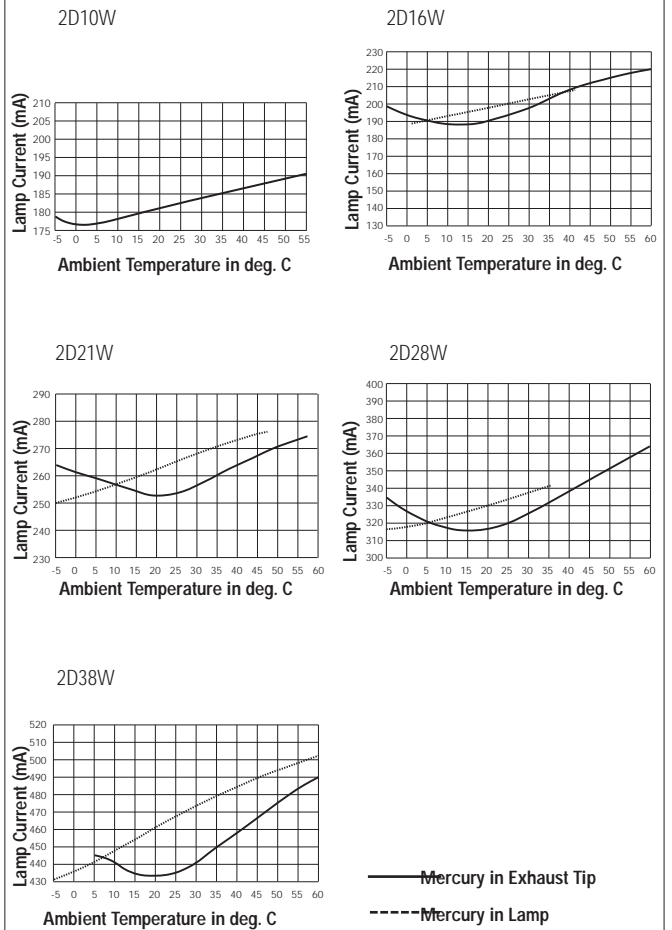 2D10W
210
205
200
195
190
185
180
175
Lamp Current (mA)
-5 0 5 10 15 20 25 30 35 40 45 50 55
Ambient Temperature in deg. C
2D16W
230
220
210
200
190
180
170
160
150
140
130
Lamp Current (mA)
-5 0 5 10 15 20 25 30 35 40 45 50 55 60
Ambient Temperature in deg. C
2D21W
290
280
270
260
250
240
230
Lamp Current (mA)
-5 0 5 10 15 20 25 30 35 40 45 50 55 60
Ambient Temperature in deg. C
2D28W
400
390
380
370
360
350
340
330
320
310
300
Lamp Current (mA)
-5 0 5 10 15 20 25 30 35 40 45 50 55 60
Ambient Temperature in deg. C
2D38W
520
510
500
490
480
470
460
450
440
430
Lamp Current (mA)
-5 0 5 10 15 20 25 30 35 40 45 50 55 60
Ambient Temperature in deg. C
Mercury in Exhaust Tip
Mercury in Lamp